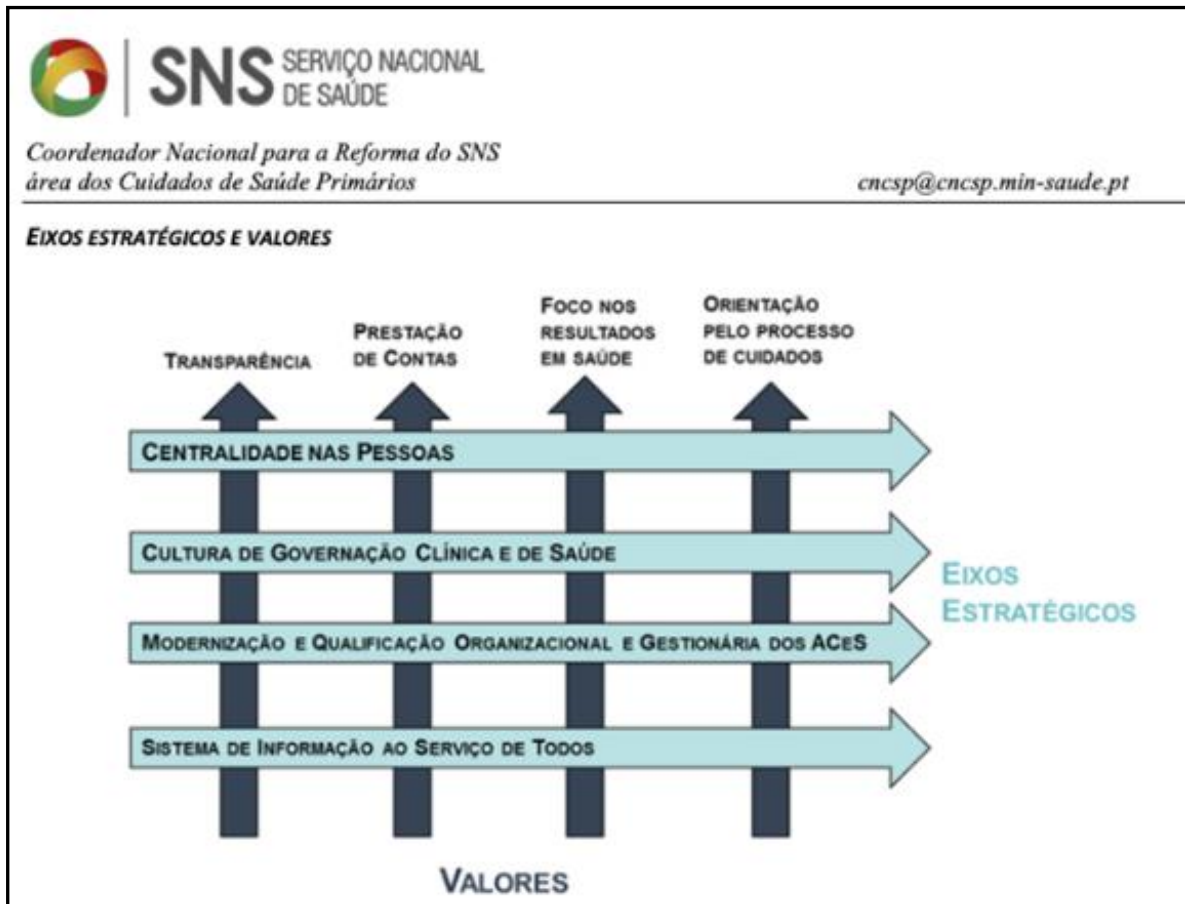 SNS SERVIÇO NACIONAL
DE SAÚDE
Coordenador Nacional para a Reforma do SNS
área dos Cuidados de Saúde Primários
cncsp@cncsp.min-saude.pt
EIXOS ESTRATÉGICOS E VALORES
TRANSPARÊNCIA
PRESTAÇÃO
DE CONTAS
FOCO NOS
RESULTADOS
EM SAÚDE
ORIENTAÇÃO
PELO PROCESSO
DE CUIDADOS
CENTRALIDADE NAS PESSOAS
CULTURA DE GOVERNAÇÃO CLÍNICA E DE SAÚDE
MODERNIZAÇÃO E QUALIFICAÇÃO ORGANIZACIONAL E GESTIONÁRIA DOS ACES
SISTEMA DE INFORMAÇÃO AO SERVIÇO DE TODOS
EIXOS
ESTRATÉGICOS
VALORES